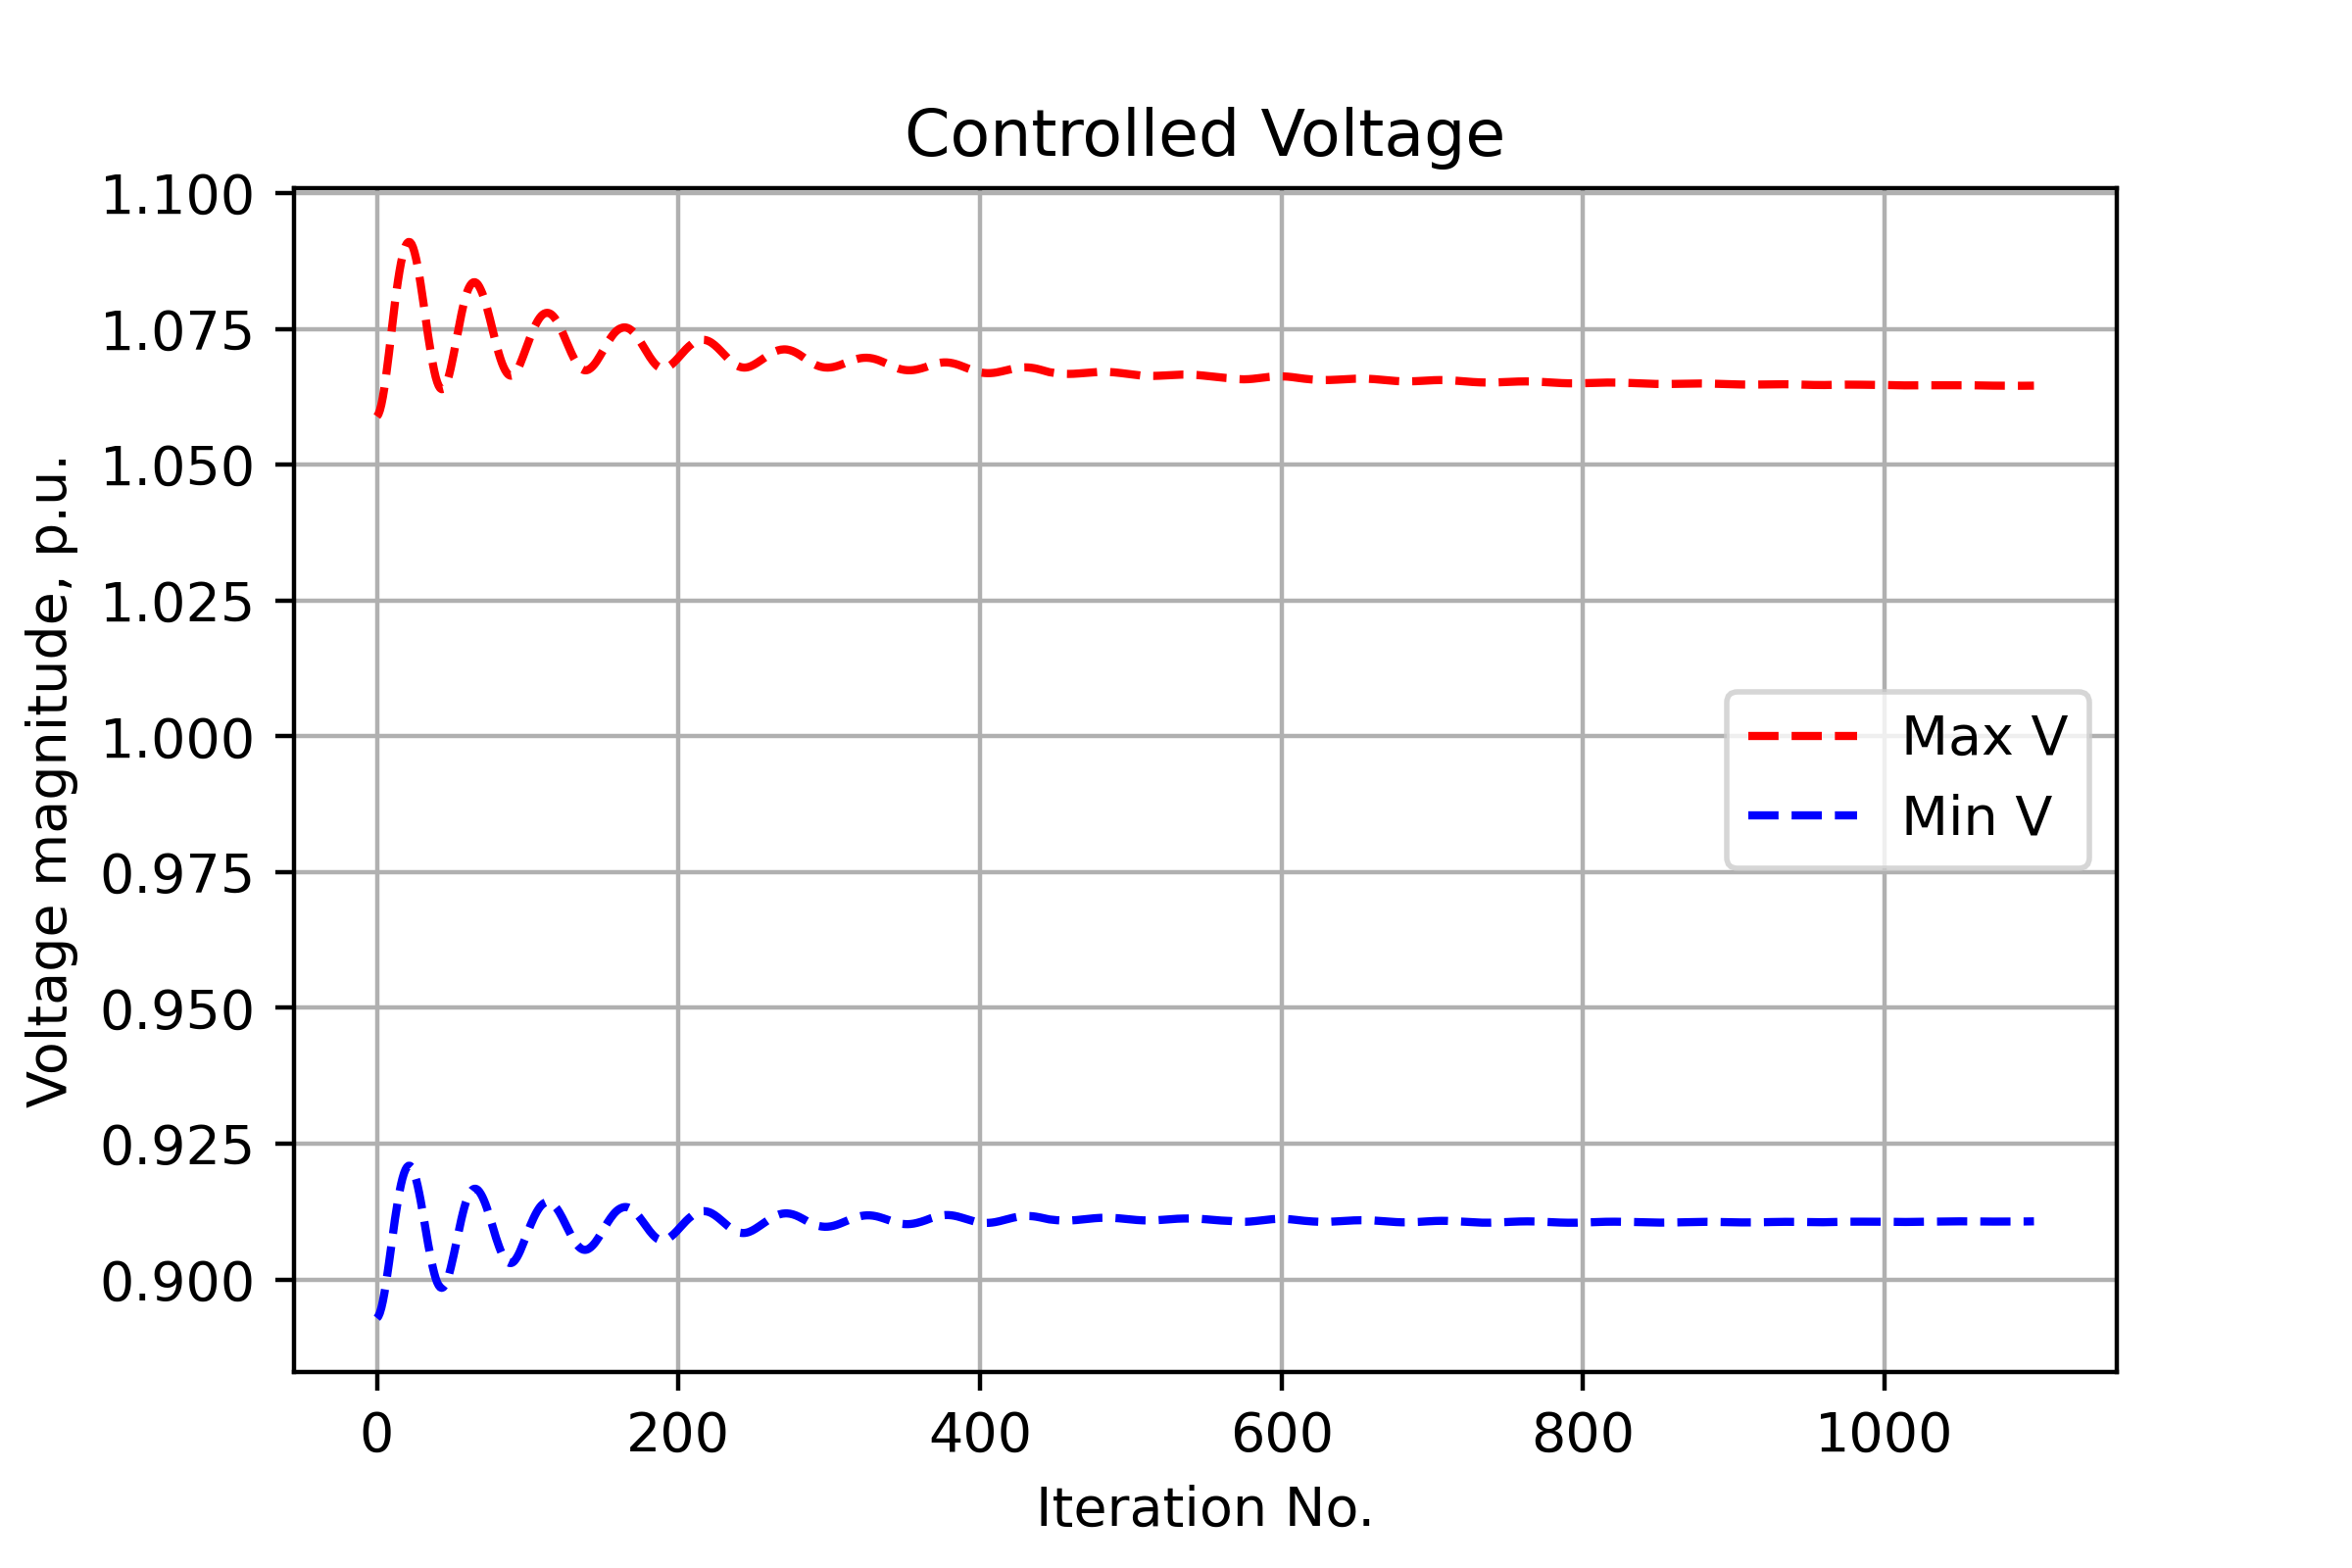 Controlled Voltage
1.100
1.075
1.050
1.025
1.000
0.975
0.950
0.925
0.900
Voltage magnitude, p.u.
Max V
Min V
0 200 400 600 800 1000
Iteration No.